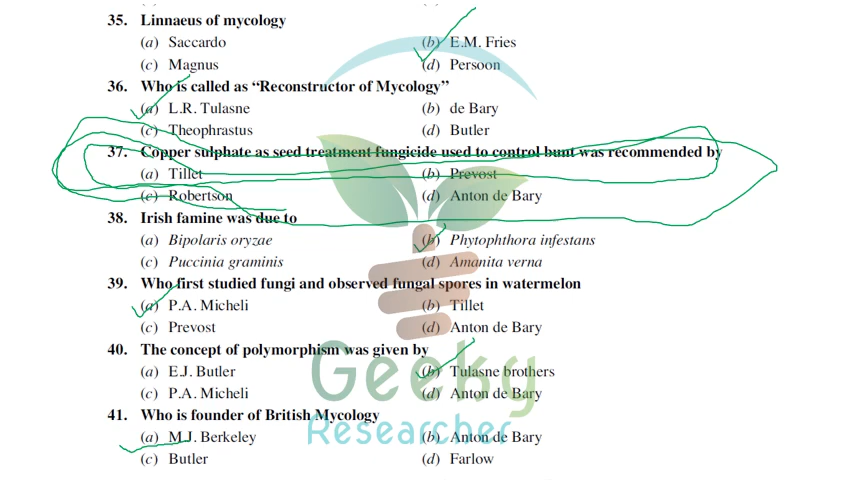 35. Linnaeus of mycology
(a) Saccardo (b) E.M. Fries
(c) Magnus (d) Persoon
36. Who is called as “Reconstructor of Mycology”
(a) L.R. Tulasne (b) de Bary
(c) Theophrastus (d) Butler
37. Copper sulphate as seed treatment fungicide used to control bunt was recommended by
(a) Tillet (b) Prevost
(c) Robertson (d) Anton de Bary
38. Irish famine was due to
(a) Bipolaris oryzae (b) Phytophthora infestans
(c) Puccinia graminis (d) Amanita verna
39. Who first studied fungi and observed fungal spores in watermelon
(a) P.A. Micheli (b) Tillet
(c) Prevost (d) Anton de Bary
40. The concept of polymorphism was given by
(a) E.J. Butler (b) Tulasne brothers
(c) P.A. Micheli (d) Anton de Bary
41. Who is founder of British Mycology
(a) M.J. Berkeley (b) Anton de Bary
(c) Butler (d) Farlow
Geeky
Researcher